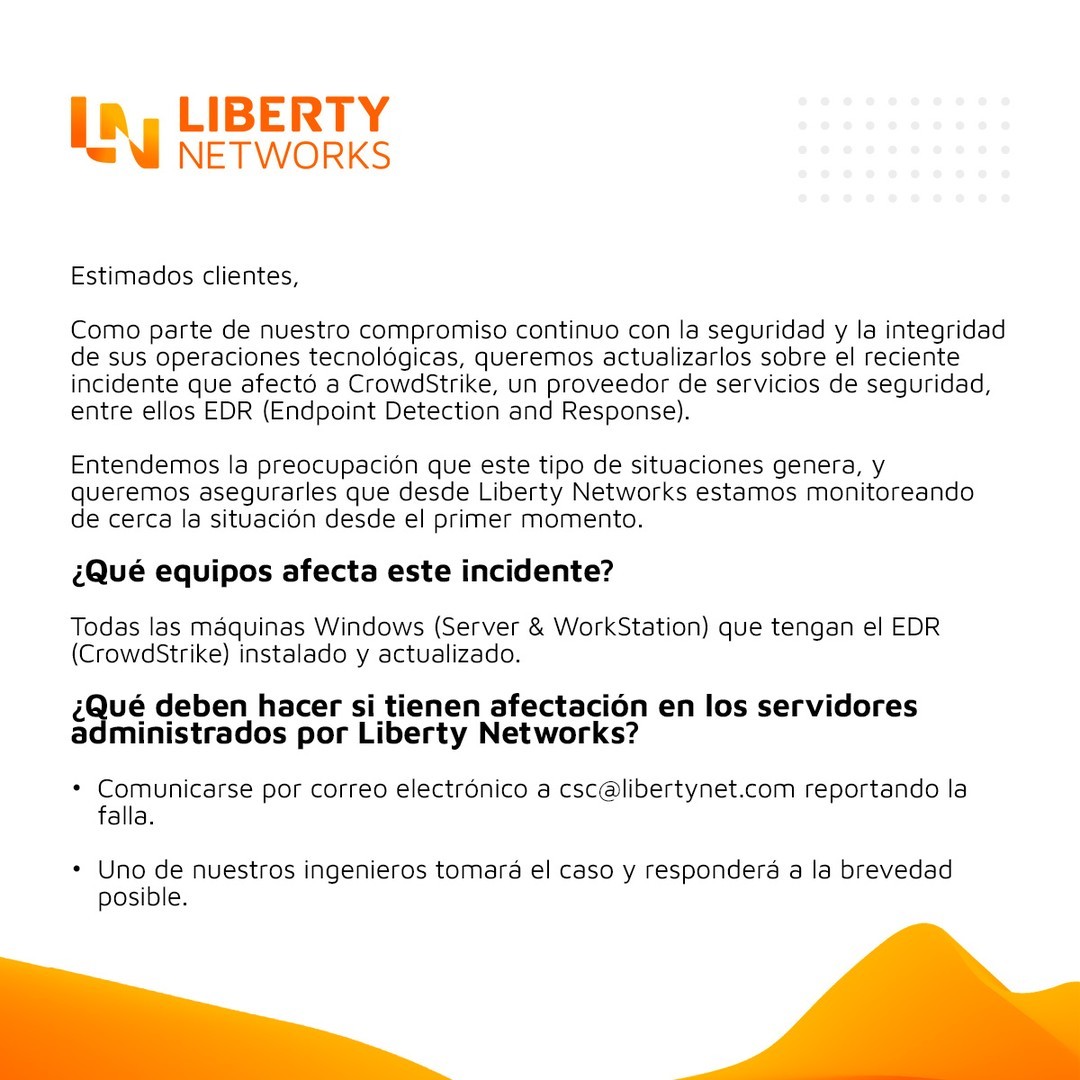 LIBERTY
NETWORKS
Estimados clientes,
Como parte de nuestro compromiso continuo con la seguridad y la integridad
de sus operaciones tecnológicas, queremos actualizarlos sobre el reciente
incidente que afectó a CrowdStrike, un proveedor de servicios de seguridad,
entre ellos EDR (Endpoint Detection and Response).
Entendemos la preocupación que este tipo de situaciones genera, y
queremos asegurarles que desde Liberty Networks estamos monitoreando
de cerca la situación desde el primer momento.
¿Qué equipos afecta este incidente?
Todas las máquinas Windows (Server & WorkStation) que tengan el EDR
(CrowdStrike) instalado y actualizado.
¿Qué deben hacer si tienen afectación en los servidores
administrados por Liberty Networks?
• Comunicarse por correo electrónico a csc@libertynet.com reportando la
falla.
• Uno de nuestros ingenieros tomará el caso y responderá a la brevedad
posible.